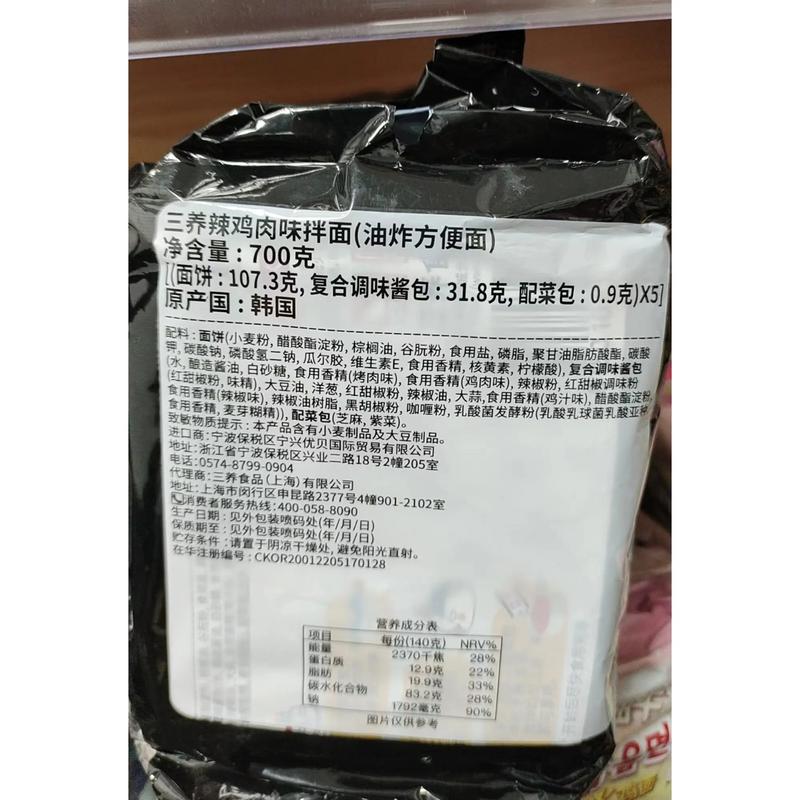 三养辣鸡肉味拌面(油炸方便面)
净含量：700克
[(面饼：107.3克, 复合调味酱包：31.8克, 配菜包：0.9克)X5]
原产国：韩国
配料：面饼(小麦粉, 醋酸酯淀粉, 棕榈油, 谷朊粉, 食用盐, 磷脂, 聚甘油脂肪酸酯, 碳酸
钾, 碳酸钠, 磷酸氢二钠, 瓜尔胶, 维生素E, 食用香精, 核黄素, 柠檬酸), 复合调味酱包
(水, 酿造酱油, 白砂糖, 食用香精(烤肉味), 食用香精(鸡肉味), 辣椒粉, 红甜椒调味粉
(红甜椒粉, 味精), 大豆油, 洋葱, 红甜椒粉, 辣椒油, 大蒜, 食用香精(鸡汁味), 醋酸酯淀粉,
食用香精(辣椒味), 辣椒油树脂, 黑胡椒粉, 咖喱粉, 乳酸菌发酵粉(乳酸乳球菌乳酸亚种,
食用香精, 麦芽糊精)), 配菜包(芝麻, 紫菜)。
致敏物质提示：本产品含有小麦制品及大豆制品。
进口商：宁波保税区宁兴优贝国际贸易有限公司
地址：浙江省宁波保税区兴业二路18号2幢205室
电话：0574-8799-0904
代理商：三养食品(上海)有限公司
地址：上海市闵行区申昆路2377号4幢901-2102室
消费者服务热线：400-058-8090
生产日期：见外包装喷码处(年/月/日)
保质期至：见外包装喷码处(年/月/日)
贮存条件：请置于阴凉干燥处, 避免阳光直射。
在华注册编号：CKOR20012205170128
营养成分表
项目 每份(140克) NRV%
能量 2370千焦 28%
蛋白质 12.9克 22%
脂肪 19.9克 33%
碳水化合物 83.2克 28%
钠 1792毫克 90%
图片仅供参考